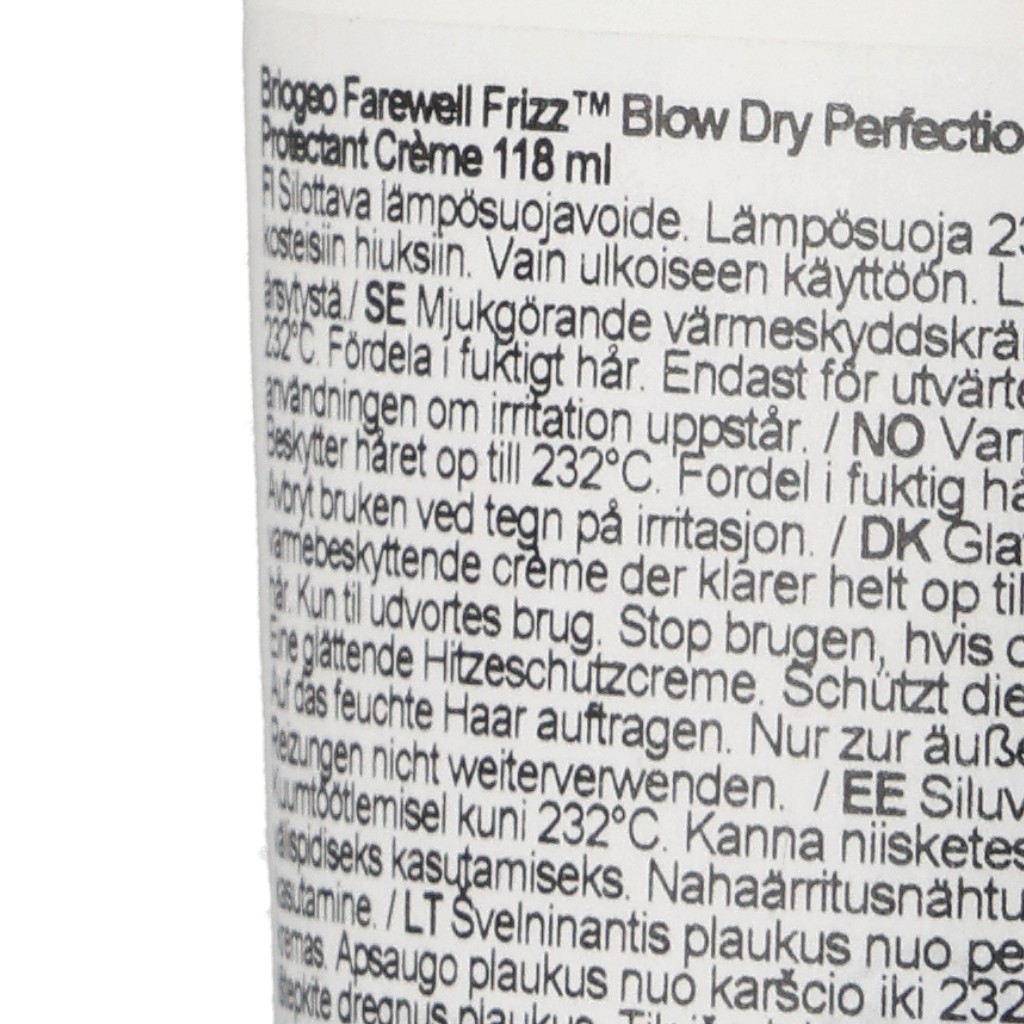 Briogeo Farewell Frizz™ Blow Dry Perfectio
Protectant Crème 118 ml
FI Silottava lämpösuojavoide. Lämpösuoja 23
kosteisiin hiuksiin. Vain ulkoiseen käyttöön. L
ärsytystä./ SE Mjukgörande värmeskyddskrä
232°C. Fördela i fuktigt hår. Endast för utvärte
användningen om irritation uppstår. / NO Var
Beskytter håret op till 232°C. Fordel i fuktig hå
Avbryt bruken ved tegn på irritasjon. / DK Gla
varmebeskyttende crème der klarer helt op til
hår. Kun til udvortes brug. Stop brugen, hvis
Eine glättende Hitzeschutzcreme. Schützt die
Auf das feuchte Haar auftragen. Nur zur äuße
Reizungen nicht weiterverwenden. / EE Siluv
Kuumtöötlemisel kuni 232°C. Kanna niisketes
välispidiseks kasutamiseks. Nahaärritusnähtu
kasutamine. / LT Švelninantis plaukus nuo pe
kremas. Apsaugo plaukus nuo karščio iki 232
dregnus plaukus.